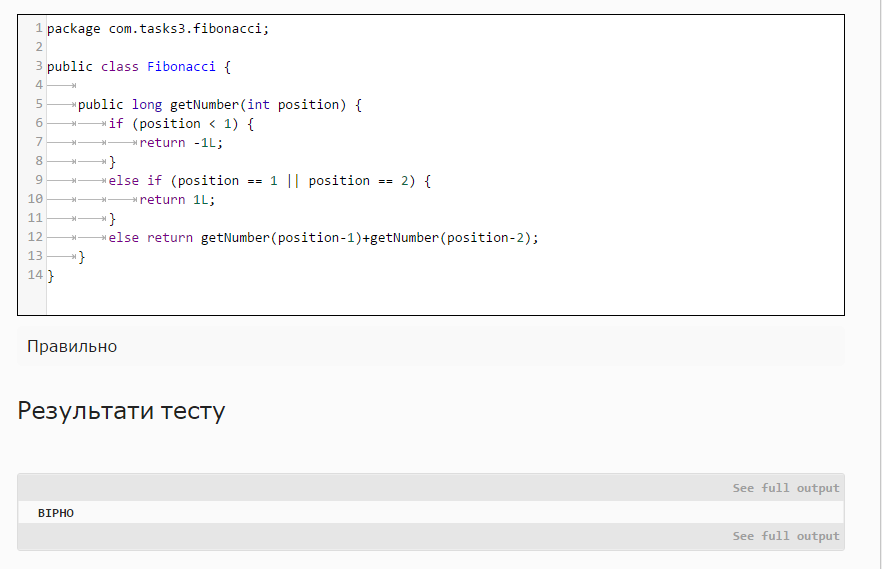 1 package com.tasks3.fibonacci;
2
3 public class Fibonacci {
4
5 public long getNumber(int position) {
6 if (position < 1) {
7 return -1L;
8 }
9 else if (position == 1 || position == 2) {
10 return 1L;
11 }
12 else return getNumber(position-1)+getNumber(position-2);
13 }
14 }
Правильно
Результати тесту
See full output
ВІРНО
See full output